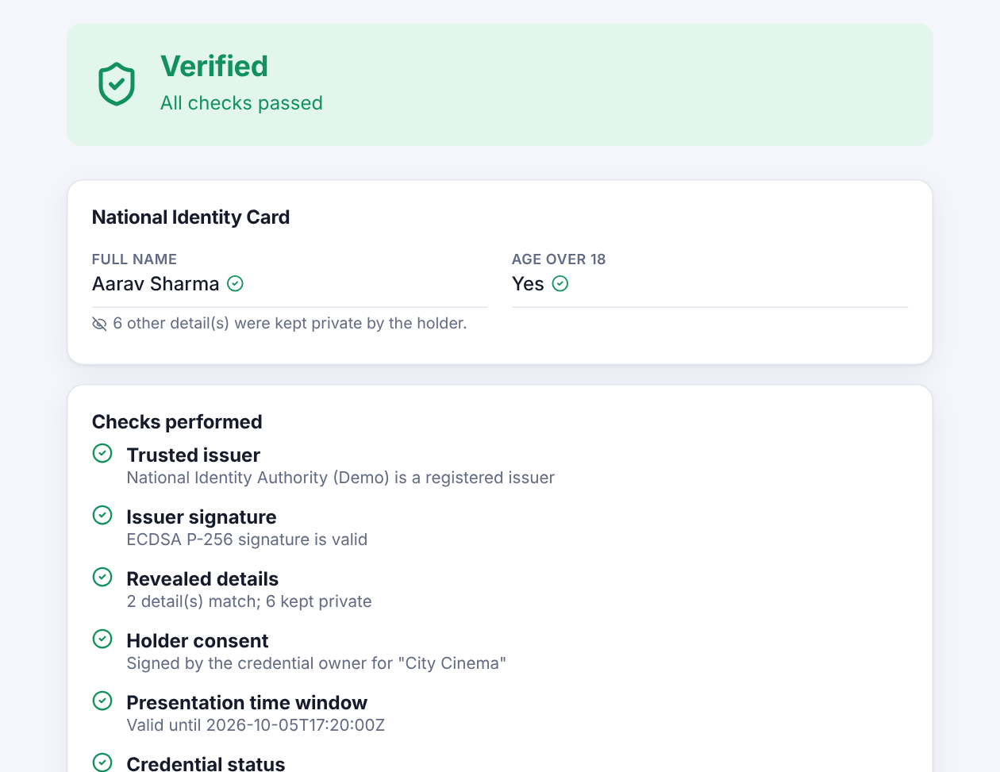 Verified
All checks passed
National Identity Card
FULL NAME
Aarav Sharma
AGE OVER 18
Yes
6 other detail(s) were kept private by the holder.
Checks performed
Trusted issuer
National Identity Authority (Demo) is a registered issuer
Issuer signature
ECDSA P-256 signature is valid
Revealed details
2 detail(s) match; 6 kept private
Holder consent
Signed by the credential owner for "City Cinema"
Presentation time window
Valid until 2026-10-05T17:20:00Z
Credential status